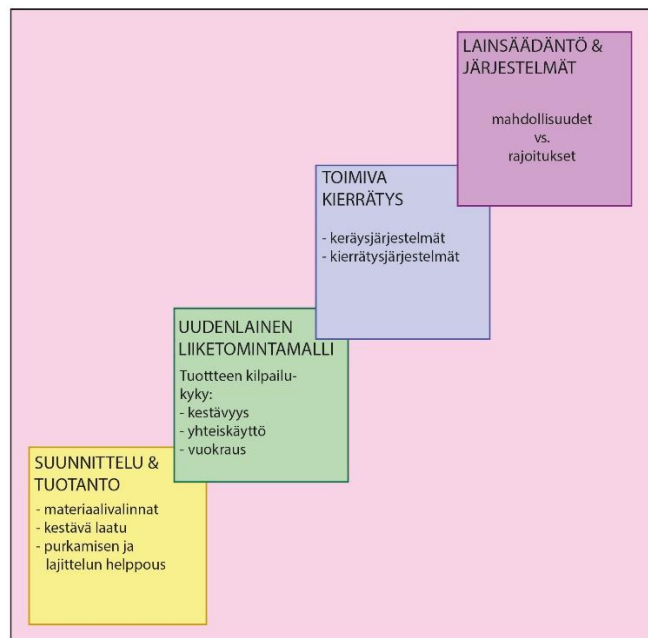 LAINSÄÄDÄNTÖ &
JÄRJESTELMÄT
mahdollisuudet
vs.
rajoitukset
TOIMIVA
KIERRÄTYS
- keräysjärjestelmät
- kierrätysjärjestelmät
UUDENLAINEN
LIIKETOMINTAMALLI
Tuottteen kilpailu-
kyky:
- kestävyys
- yhteiskäyttö
- vuokraus
SUUNNITTELU &
TUOTANTO
- materiaalivalinnat
- kestävä laatu
- purkamisen ja
lajittelun helppous